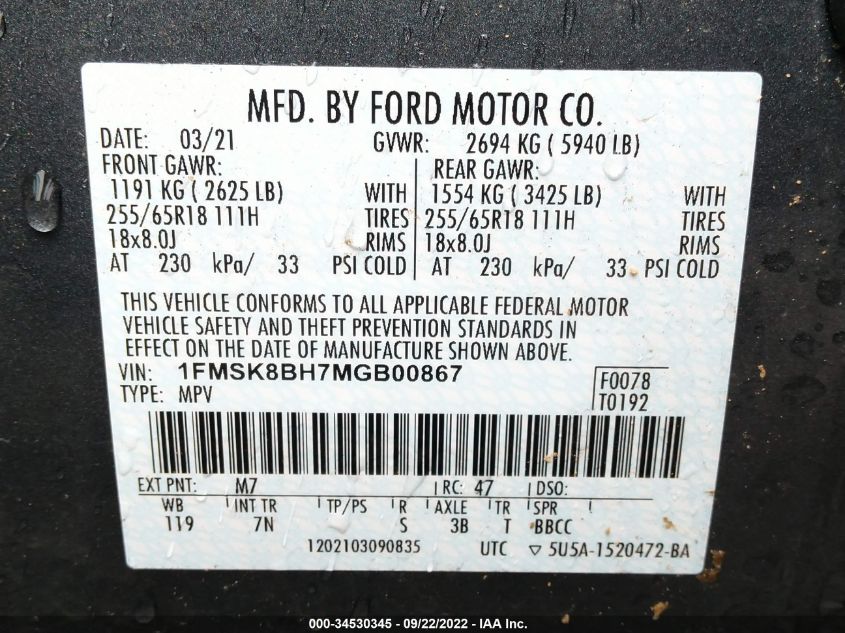 MFD. BY FORD MOTOR CO.
DATE: 03/21 GVWR: 2694 KG ( 5940 LB)
FRONT GAWR: REAR GAWR:
1191 KG ( 2625 LB) WITH 1554 KG ( 3425 LB) WITH
255/65R18 111H TIRES 255/65R18 111H TIRES
18x8.0J RIMS 18x8.0J RIMS
AT 230 kPa/ 33 PSI COLD AT 230 kPa/ 33 PSI COLD
THIS VEHICLE CONFORMS TO ALL APPLICABLE FEDERAL MOTOR
VEHICLE SAFETY AND THEFT PREVENTION STANDARDS IN
EFFECT ON THE DATE OF MANUFACTURE SHOWN ABOVE.
VIN: 1FMSK8BH7MGB00867 F0078
TYPE: MPV T0192
EXT PNT: M7 RC: 47 DSO:
WB INT TR TP/PS R AXLE TR SPR
119 7N S 3B T BBCC
1202103090835 UTC ▽ 5U5A-1520472-BA
000-34530345 - 09/22/2022 - IAA Inc.